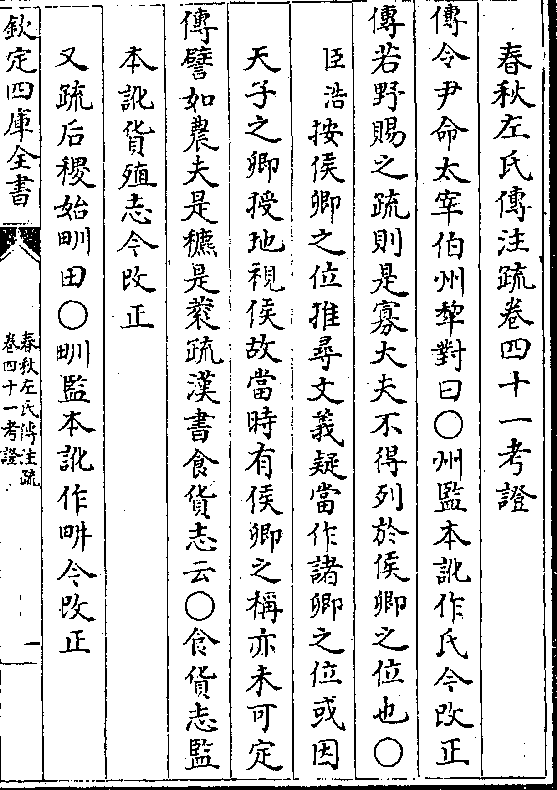 春秋左氏傳注疏卷四十一考證
傳令尹命太宰伯州犂對曰○州監本訛作氏今改正
傳若野賜之疏則是寡大夫不得列於侯卿之位也○
臣浩按侯卿之位推尋文義疑當作諸卿之位或因
天子之卿授地視侯故當時有侯卿之稱亦未可定
傳譬如農夫是穮是蓘疏漢書食貨志云○食貨志監
本訛貨殖志今改正
又疏后稷始甽田○甽監本訛作畊今改正
欽定四庫全書
春秋左氏傳注疏
卷四十一考證
一